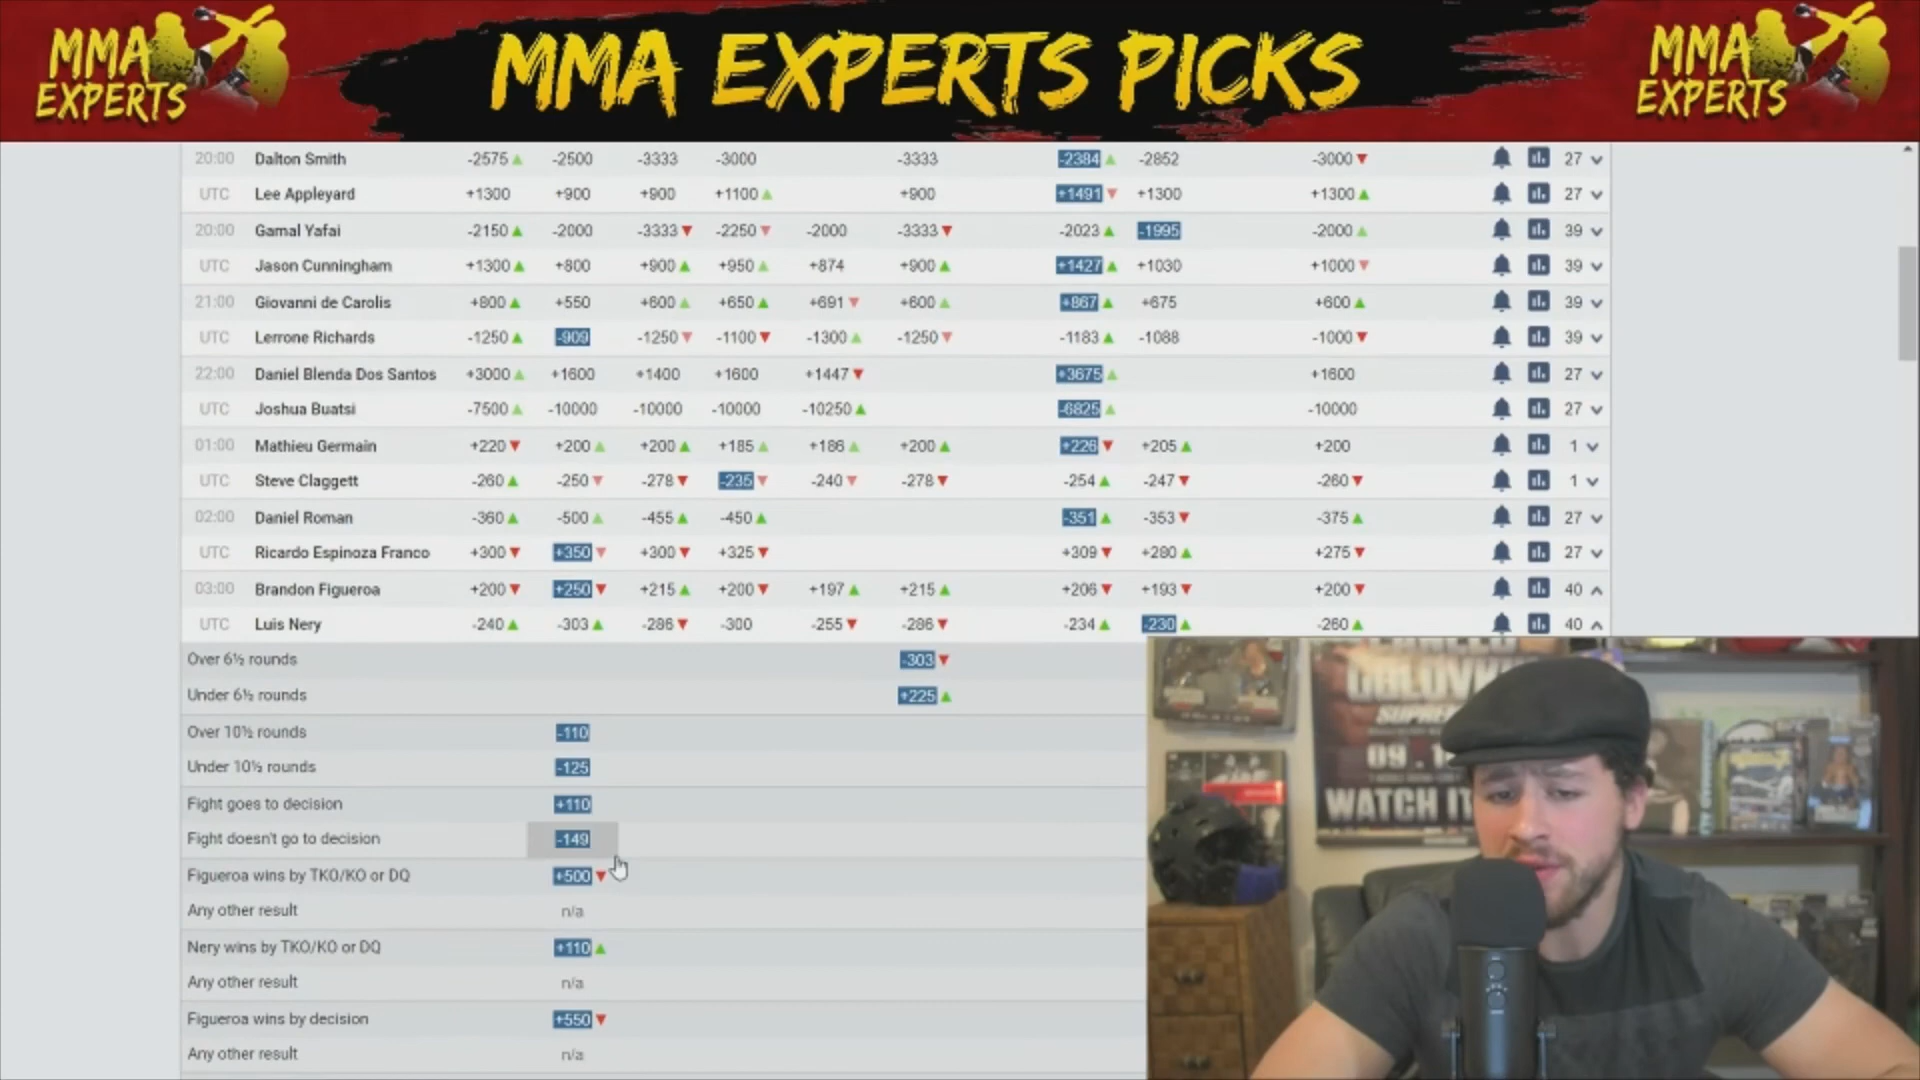 MMA EXPERTS
MMA EXPERTS PICKS
MMA EXPERTS
20:00 Dalton Smith -2575 -2500 -3333 -3000 -3333 -2384 -2852 -3000 27
UTC Lee Appleyard +1300 +900 +900 +1100 +900 +1491 +1300 +1300 27
20:00 Gamal Yafai -2150 -2000 -3333 -2250 -2000 -3333 -2023 -1995 -2000 39
UTC Jason Cunningham +1300 +800 +900 +950 +874 +900 +1427 +1030 +1000 39
21:00 Giovanni de Carolis +800 +550 +600 +650 +691 +600 +867 +675 +600 39
UTC Lerrone Richards -1250 -909 -1250 -1100 -1300 -1250 -1183 -1088 -1000 39
22:00 Daniel Blenda Dos Santos +3000 +1600 +1400 +1600 +1447 +3675 +1600 27
UTC Joshua Buatsi -7500 -10000 -10000 -10000 -10250 -6825 -10000 27
01:00 Mathieu Germain +220 +200 +200 +185 +186 +200 +226 +205 +200 1
UTC Steve Claggett -260 -250 -278 -235 -240 -278 -254 -247 -260 1
02:00 Daniel Roman -360 -500 -455 -450 -351 -353 -375 27
UTC Ricardo Espinoza Franco +300 +350 +300 +325 +309 +280 +275 27
03:00 Brandon Figueroa +200 +250 +215 +200 +197 +215 +206 +193 +200 40
UTC Luis Nery -240 -303 -286 -300 -255 -286 -234 -230 -260 40
Over 6½ rounds -303
Under 6½ rounds +225
Over 10½ rounds -110
Under 10½ rounds -125
Fight goes to decision +110
Fight doesn't go to decision -149
Figueroa wins by TKO/KO or DQ +500
Any other result n/a
Nery wins by TKO/KO or DQ +110
Any other result n/a
Figueroa wins by decision +550
Any other result n/a
WATCH IT